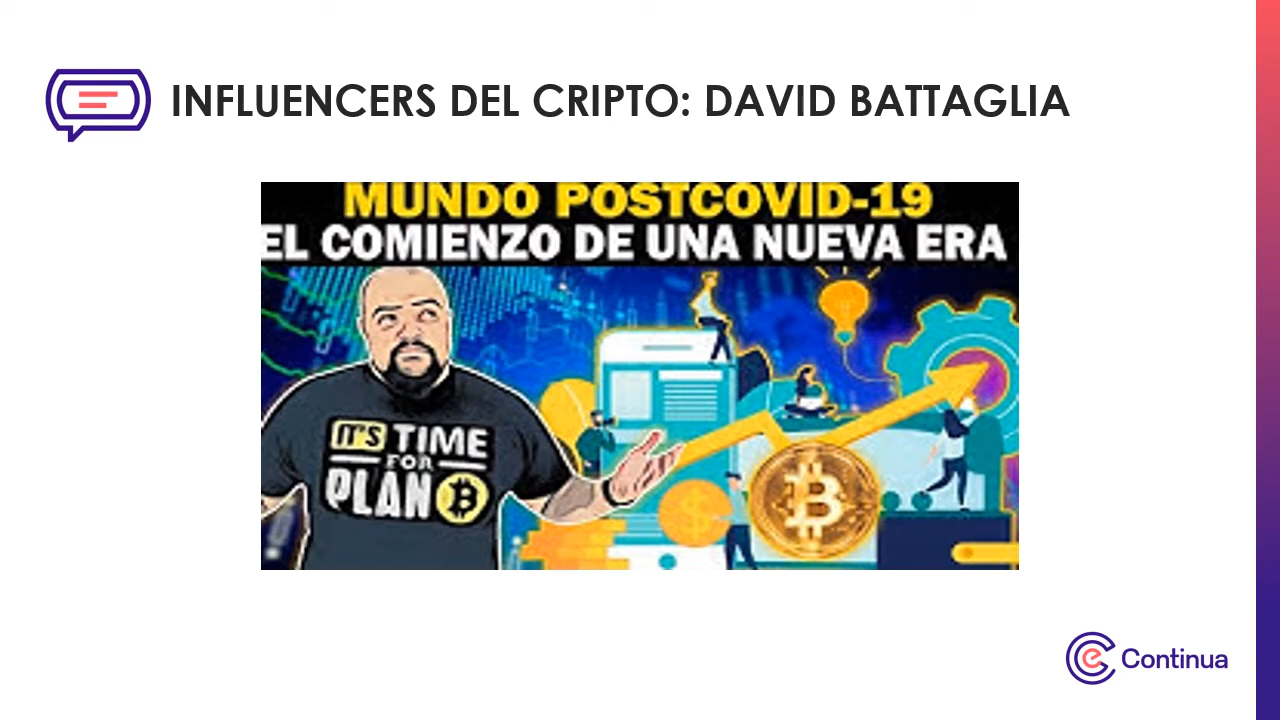 INFLUENCERS DEL CRIPTO: DAVID BATTAGLIA
MUNDO POSTCOVID-19
EL COMIENZO DE UNA NUEVA ERA
IT'S TIME
FOR
PLAN ₿
$
₿
e Continua